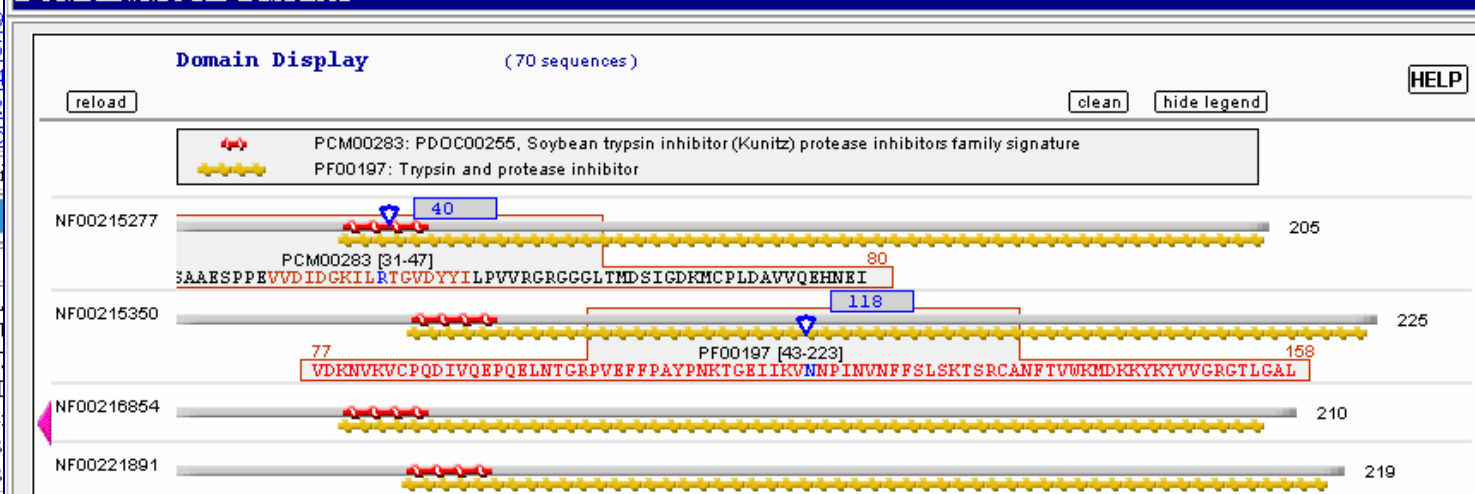 Domain Display (70 sequences)
HELP
reload clean hide legend
PCM00283: PDOC00255, Soybean trypsin inhibitor (Kunitz) protease inhibitors family signature
PF00197: Trypsin and protease inhibitor
NF00215277 40 205
PCM00283 [31-47] 80
SAAESPPEVVDIDGKILRTGVDYYILPVVRGRGGGLTMDSIGDKMCPLDAVVQEHNEI
NF00215350 118 225
77 PF00197 [43-223] 158
VDKNVKVCPQDIVQEPQELNTGRPVEFFPAYPNKTGEIIKVNNPINVNFFSLSKTSRCANFTVWKMDKKYKYVVGRGTLGAL
NF00216854 210
NF00221891 219